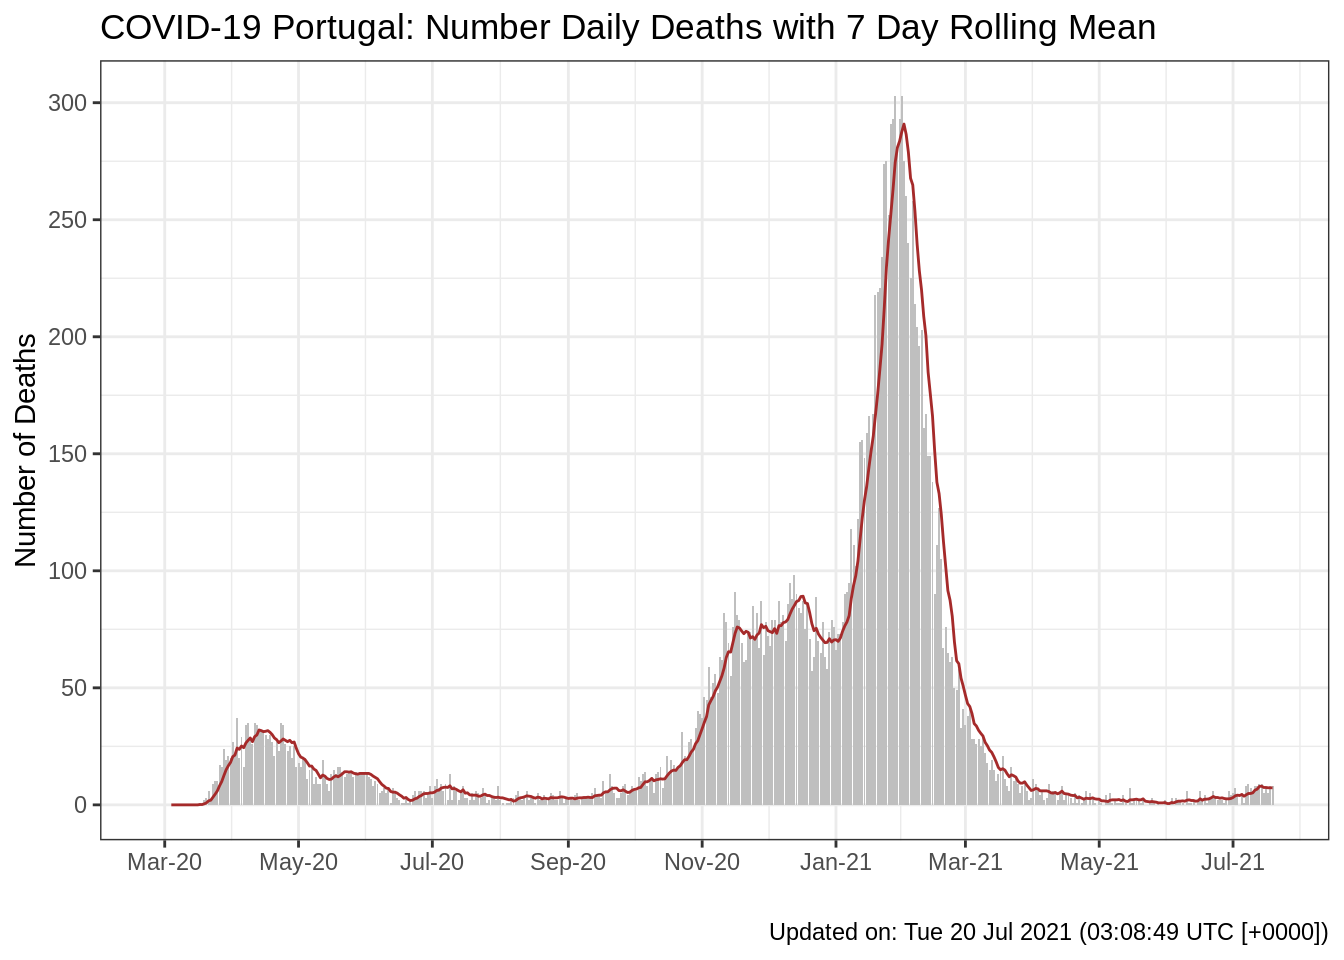 COVID-19 Portugal: Number Daily Deaths with 7 Day Rolling Mean
Number of Deaths
300
250
200
150
100
50
0
Mar-20 May-20 Jul-20 Sep-20 Nov-20 Jan-21 Mar-21 May-21 Jul-21
Updated on: Tue 20 Jul 2021 (03:08:49 UTC [+0000])